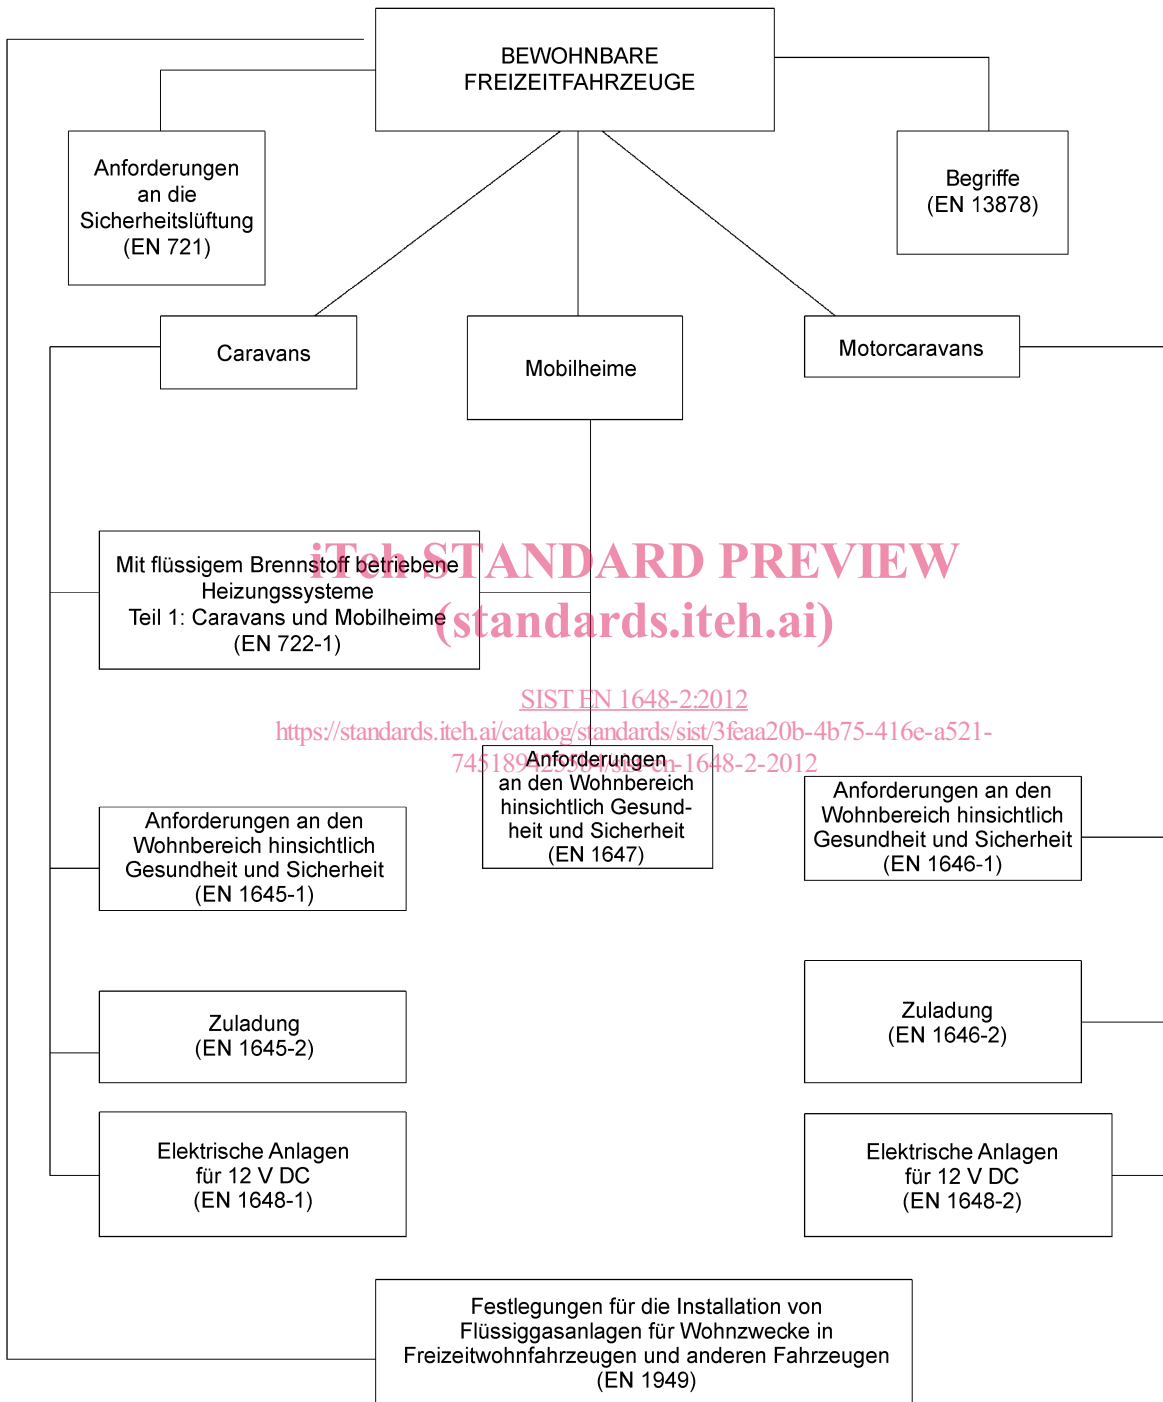 BEWOHNBARE
FREIZEITFAHRZEUGE
Anforderungen
an die
Sicherheitslüftung
(EN 721)
Begriffe
(EN 13878)
Caravans
Mobilheime
Motorcaravans
Mit flüssigem Brennstoff betriebene
Heizungssysteme
Teil 1: Caravans und Mobilheime
(EN 722-1)
iTeh STANDARD PREVIEW
(standards.iteh.ai)
SIST EN 1648-2:2012
https://standards.iteh.ai/catalog/standards/sist/3feaa20b-4b75-416e-a521-
Anforderungen
an den Wohnbereich
hinsichtlich Gesund-
heit und Sicherheit
(EN 1647)
Anforderungen an den
Wohnbereich hinsichtlich
Gesundheit und Sicherheit
(EN 1646-1)
Anforderungen an den
Wohnbereich hinsichtlich
Gesundheit und Sicherheit
(EN 1645-1)
Zuladung
(EN 1645-2)
Zuladung
(EN 1646-2)
Elektrische Anlagen
für 12 V DC
(EN 1648-1)
Elektrische Anlagen
für 12 V DC
(EN 1648-2)
Festlegungen für die Installation von
Flüssiggasanlagen für Wohnzwecke in
Freizeitwohnfahrzeugen und anderen Fahrzeugen
(EN 1949)